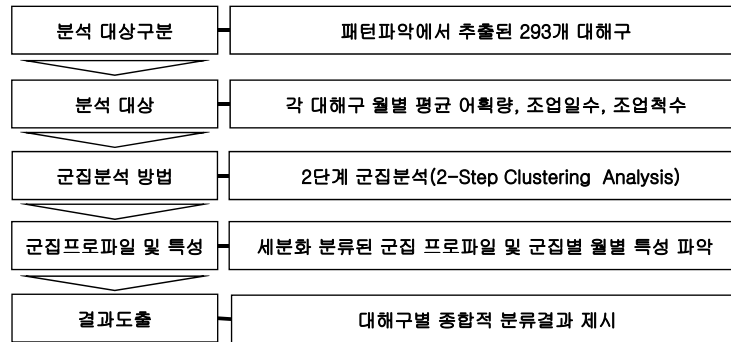 분석 대상구분
패턴파악에서 추출된 293개 대해구
분석 대상
각 대해구 월별 평균 어획량, 조업일수, 조업척수
군집분석 방법
2단계 군집분석(2-Step Clustering Analysis)
군집프로파일 및 특성
세분화 분류된 군집 프로파일 및 군집별 월별 특성 파악
결과도출
대해구별 종합적 분류결과 제시